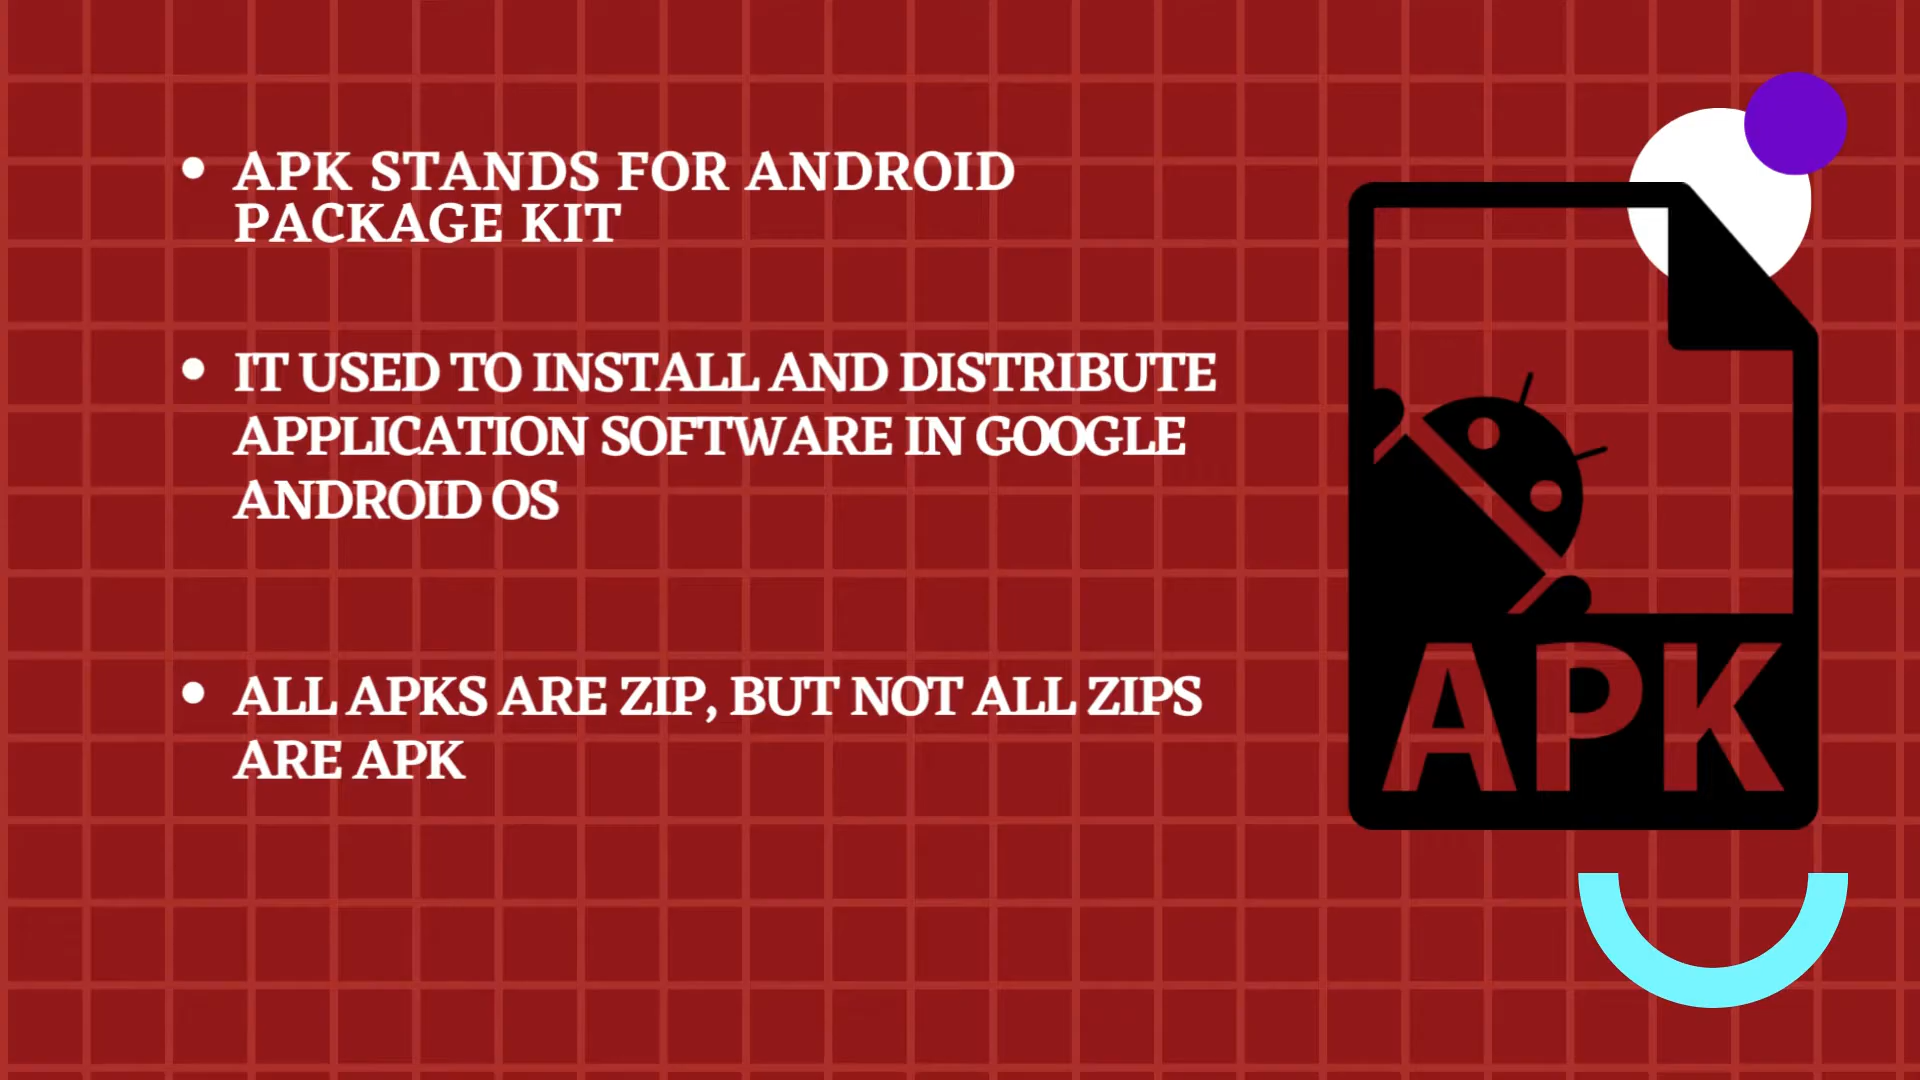 APK STANDS FOR ANDROID
PACKAGE KIT
IT USED TO INSTALL AND DISTRIBUTE
APPLICATION SOFTWARE IN GOOGLE
ANDROID OS
ALL APKS ARE ZIP, BUT NOT ALL ZIPS
ARE APK
APK